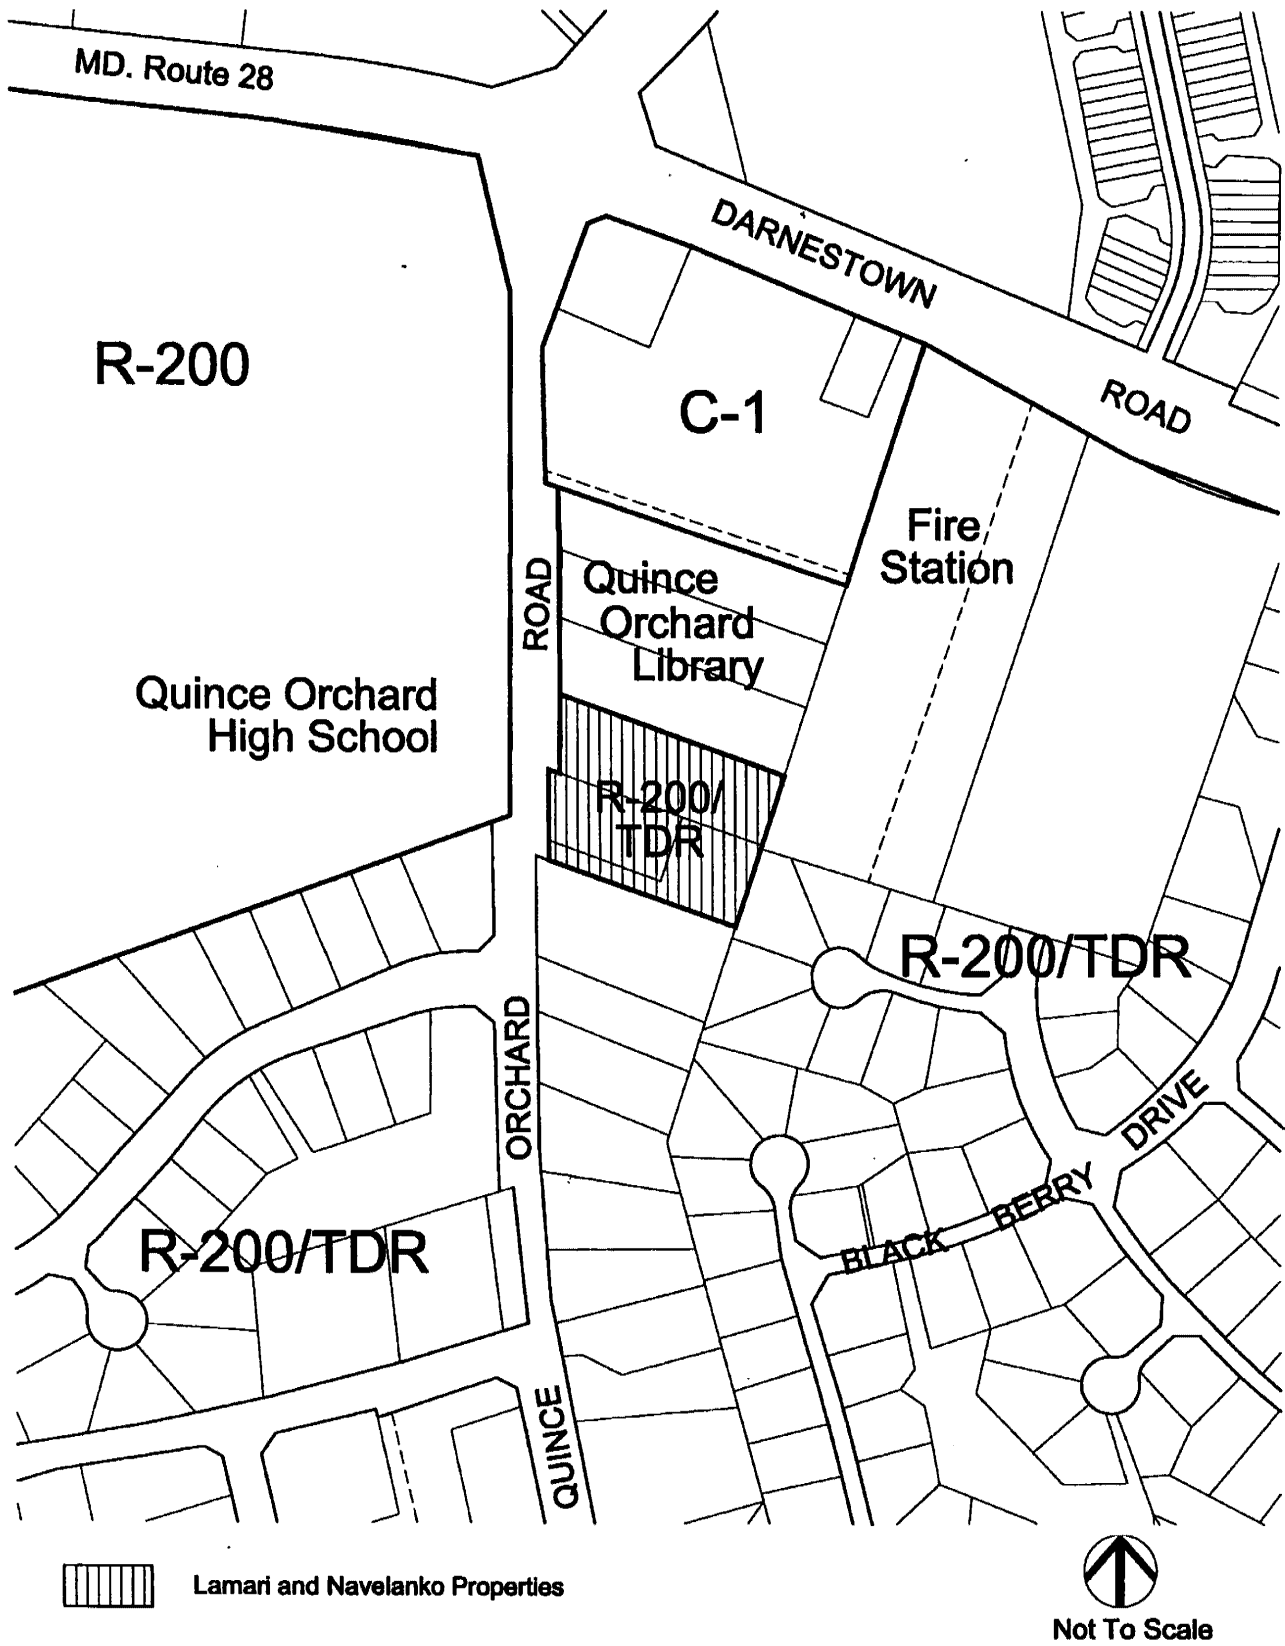 MD. Route 28
DARNESTOWN
ROAD
R-200
C-1
Fire
Station
Quince
Orchard
Library
ROAD
Quince Orchard
High School
R-200/
TDR
R-200/TDR
ORCHARD
DRIVE
BERRY
BLACK
R-200/TDR
QUINCE
Lamari and Navelanko Properties
Not To Scale